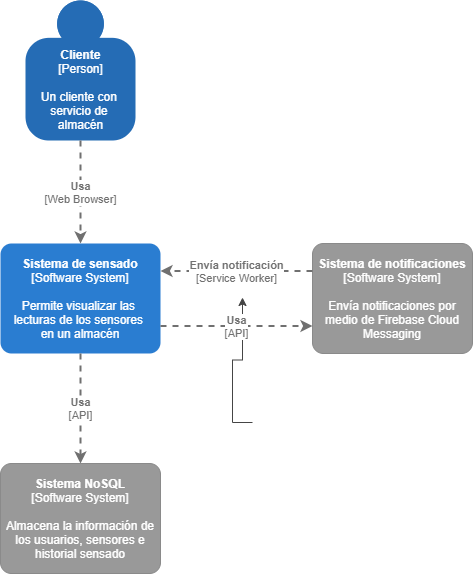 Cliente
[Person]
Un cliente con
servicio de
almacén
Usa
[Web Browser]
Sistema de sensado
[Software System]
Permite visualizar las
lecturas de los sensores
en un almacén
Envía notificación
[Service Worker]
Usa
[API]
Sistema de notificaciones
[Software System]
Envía notificaciones por
medio de Firebase Cloud
Messaging
Usa
[API]
Sistema NoSQL
[Software System]
Almacena la información de
los usuarios, sensores e
historial sensado